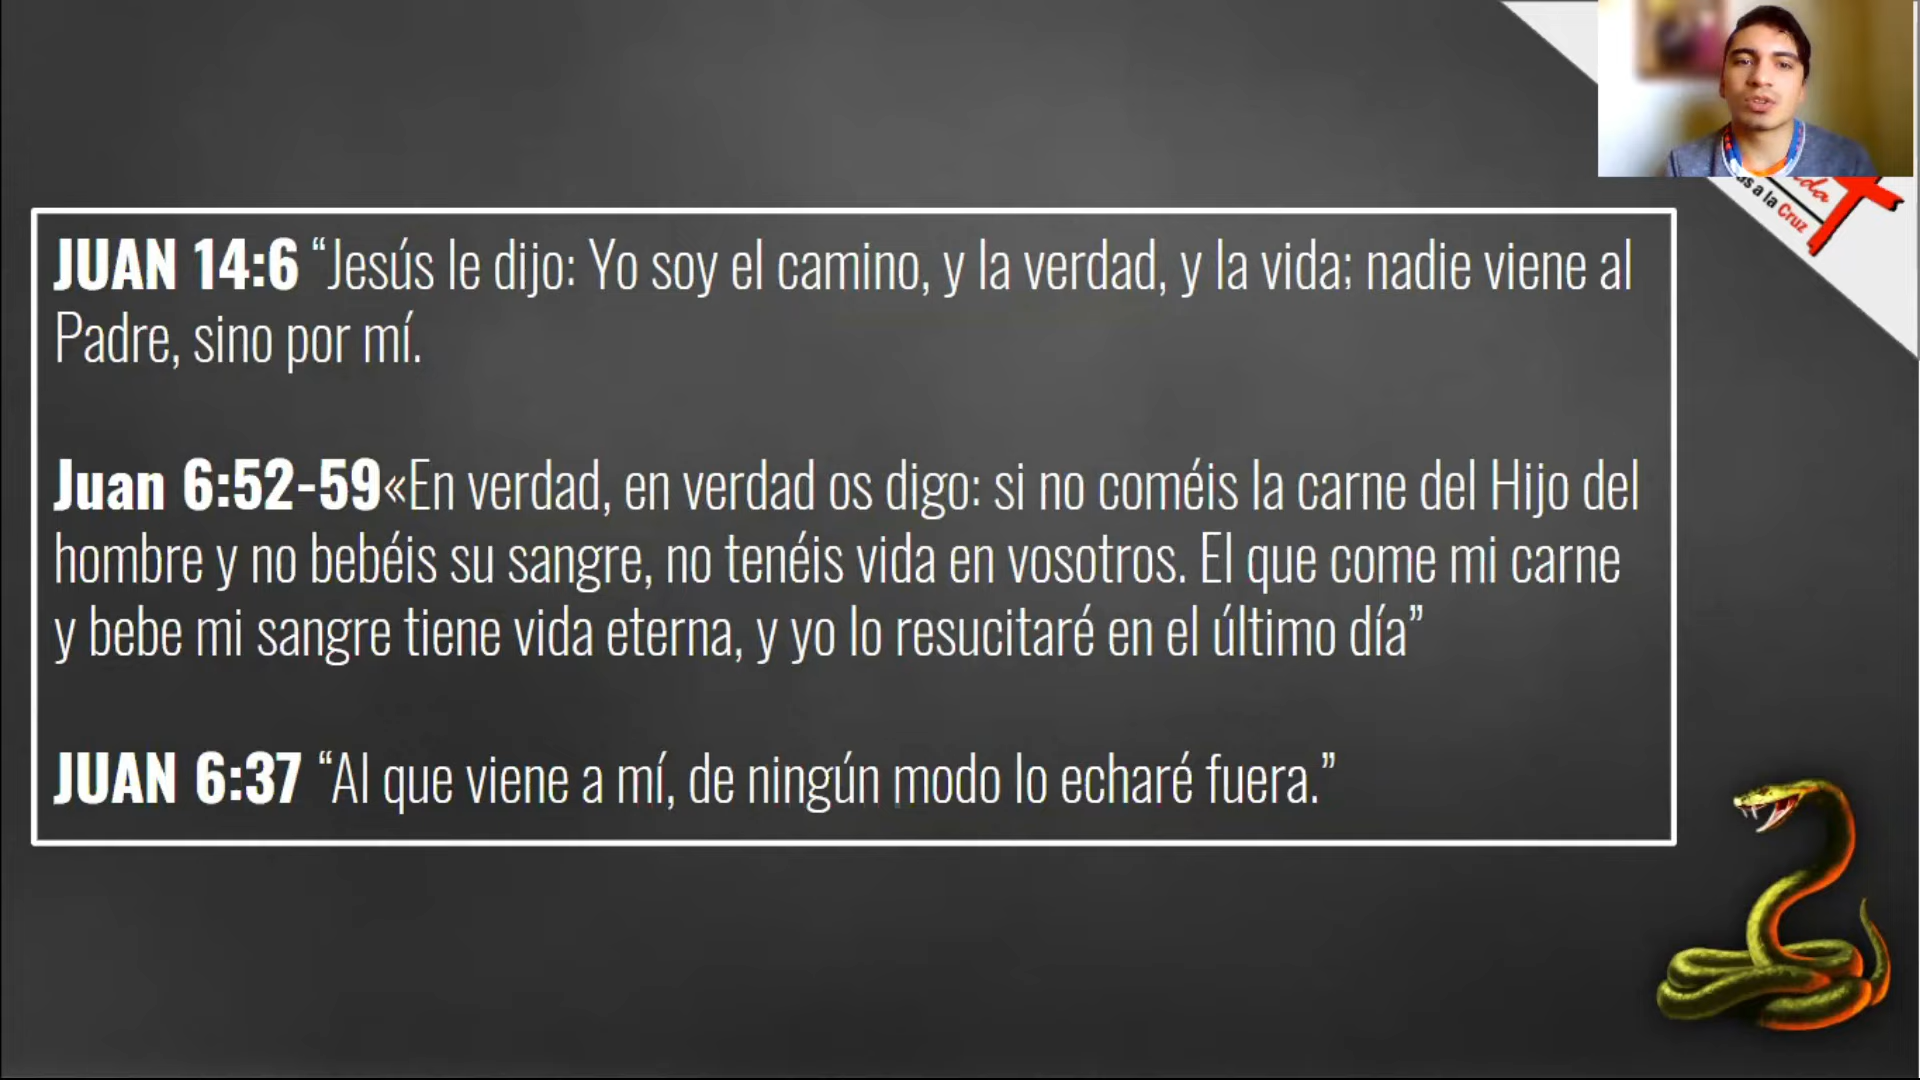 JUAN 14:6 “Jesús le dijo: Yo soy el camino, y la verdad, y la vida; nadie viene al
Padre, sino por mí.
Juan 6:52-59«En verdad, en verdad os digo: si no coméis la carne del Hijo del
hombre y no bebéis su sangre, no tenéis vida en vosotros. El que come mi carne
y bebe mi sangre tiene vida eterna, y yo lo resucitaré en el último día”
JUAN 6:37 “Al que viene a mí, de ningún modo lo echaré fuera.”
a la Cruz